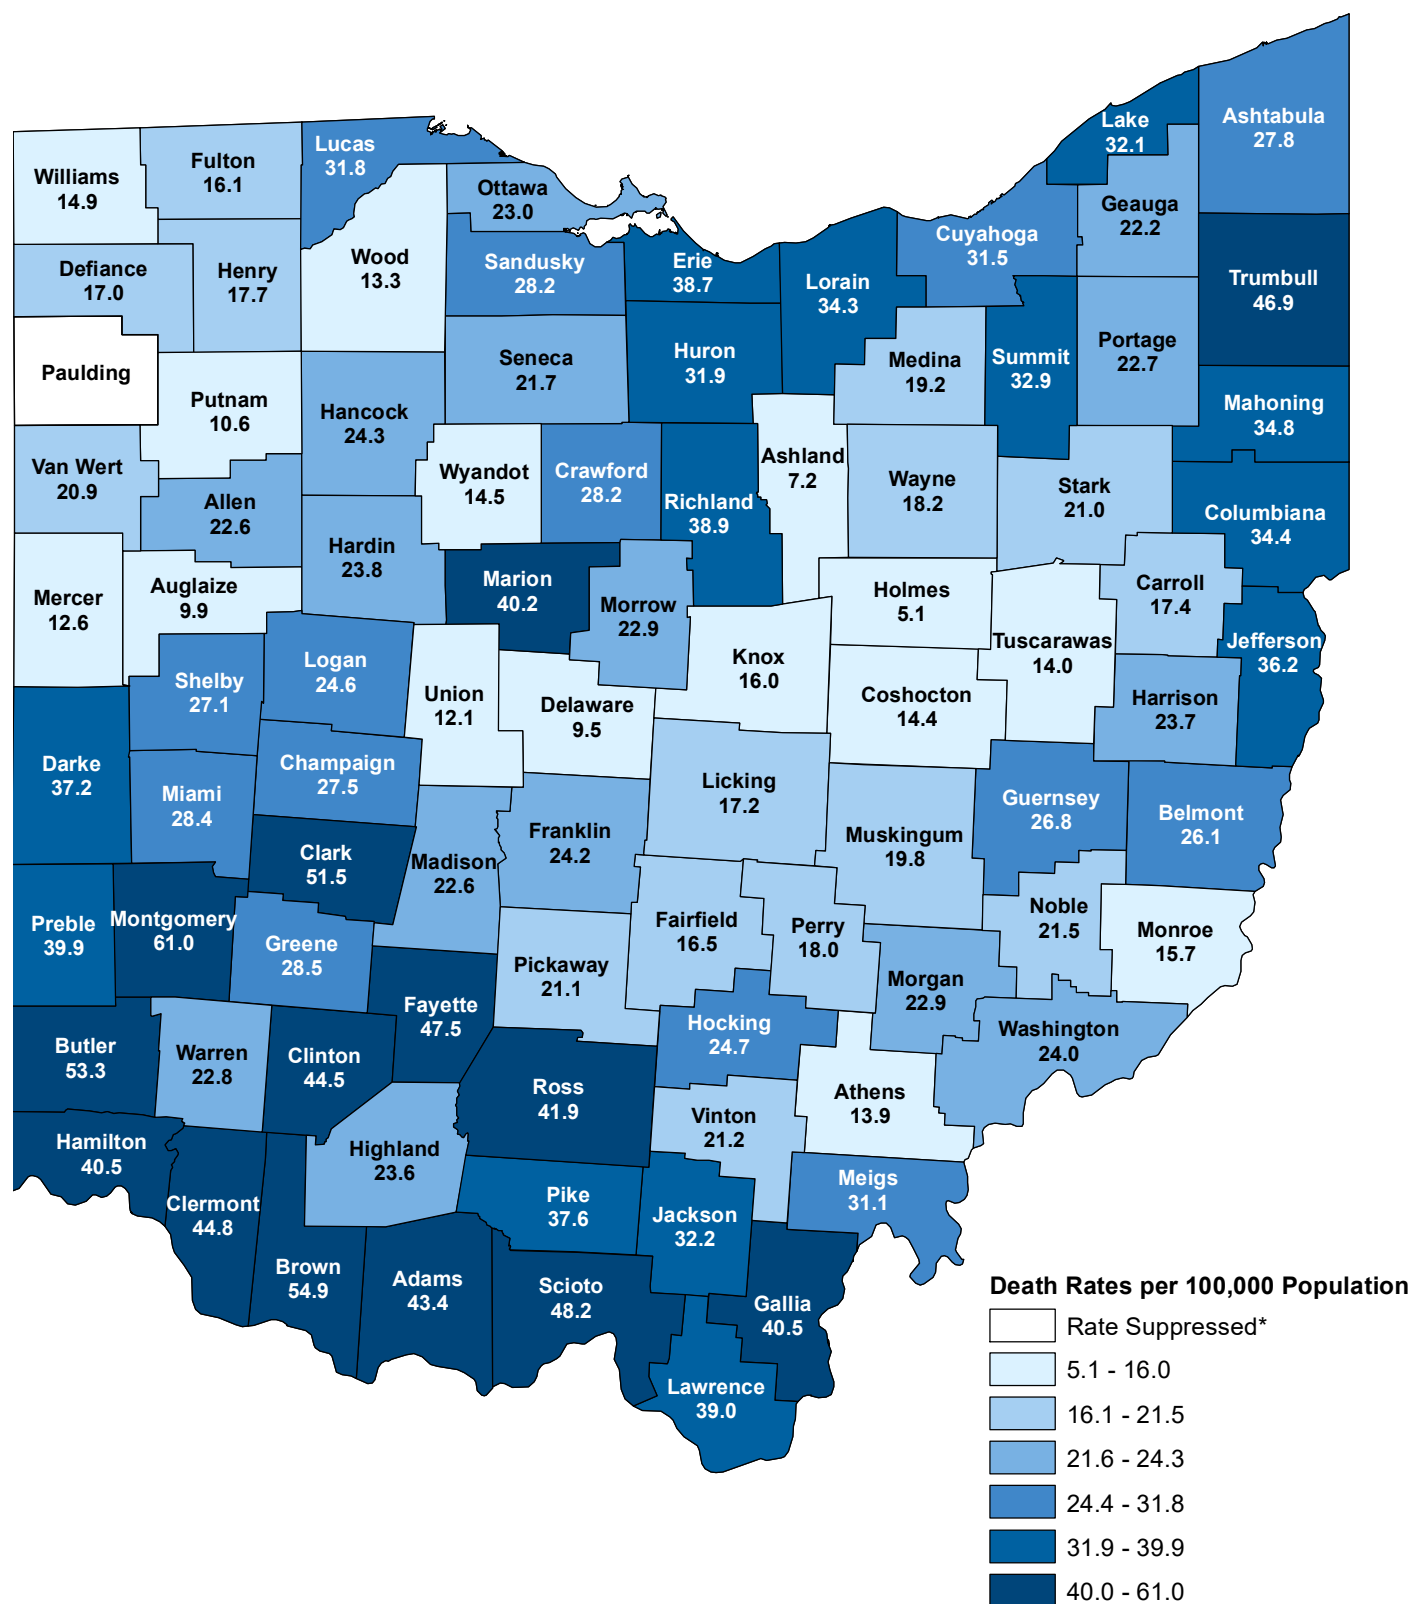 Lake
32.1
Ashtabula
27.8
Lucas
31.8
Fulton
16.1
Williams
14.9
Ottawa
23.0
Geauga
22.2
Cuyahoga
31.5
Wood
13.3
Sandusky
28.2
Erie
38.7
Defiance
17.0
Henry
17.7
Lorain
34.3
Trumbull
46.9
Paulding
Seneca
21.7
Huron
31.9
Medina
19.2
Summit
32.9
Portage
22.7
Putnam
10.6
Hancock
24.3
Mahoning
34.8
Van Wert
20.9
Wyandot
14.5
Crawford
28.2
Ashland
7.2
Richland
38.9
Wayne
18.2
Stark
21.0
Allen
22.6
Columbiana
34.4
Hardin
23.8
Marion
40.2
Mercer
12.6
Auglaize
9.9
Morrow
22.9
Holmes
5.1
Carroll
17.4
Tuscarawas
14.0
Jefferson
36.2
Logan
24.6
Shelby
27.1
Union
12.1
Knox
16.0
Delaware
9.5
Coshocton
14.4
Harrison
23.7
Darke
37.2
Champaign
27.5
Miami
28.4
Licking
17.2
Guernsey
26.8
Belmont
26.1
Franklin
24.2
Muskingum
19.8
Clark
51.5
Madison
22.6
Preble
39.9
Montgomery
61.0
Greene
28.5
Fairfield
16.5
Perry
18.0
Noble
21.5
Monroe
15.7
Pickaway
21.1
Morgan
22.9
Fayette
47.5
Hocking
24.7
Washington
24.0
Butler
53.3
Warren
22.8
Clinton
44.5
Ross
41.9
Athens
13.9
Vinton
21.2
Hamilton
40.5
Highland
23.6
Meigs
31.1
Clermont
44.8
Pike
37.6
Jackson
32.2
Brown
54.9
Adams
43.4
Scioto
48.2
Gallia
40.5
Lawrence
39.0
Death Rates per 100,000 Population
Rate Suppressed*
5.1 - 16.0
16.1 - 21.5
21.6 - 24.3
24.4 - 31.8
31.9 - 39.9
40.0 - 61.0